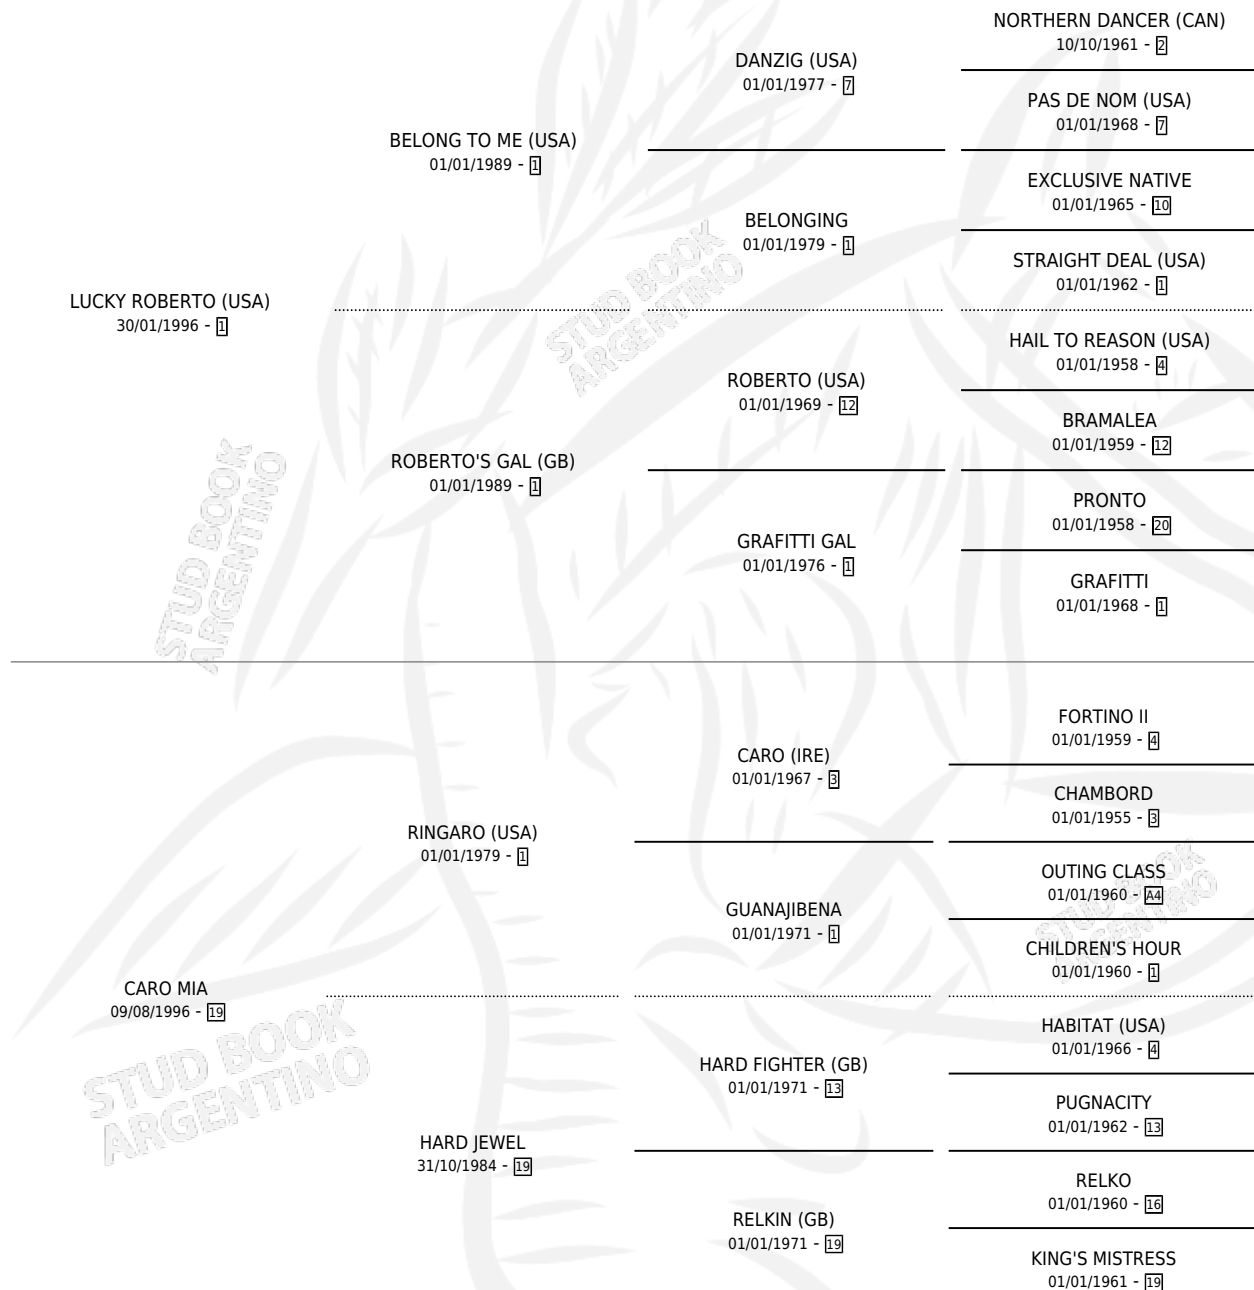 NORTHERN DANCER (CAN)
10/10/1961 - 2
DANZIG (USA)
01/01/1977 - 7
PAS DE NOM (USA)
01/01/1968 - 7
BELONG TO ME (USA)
01/01/1989 - 1
EXCLUSIVE NATIVE
01/01/1965 - 10
BELONGING
01/01/1979 - 1
STRAIGHT DEAL (USA)
01/01/1962 - 1
LUCKY ROBERTO (USA)
30/01/1996 - 1
STUD BOOK
ARGENTINO
HAIL TO REASON (USA)
01/01/1958 - 4
ROBERTO (USA)
01/01/1969 - 12
BRAMALEA
01/01/1959 - 12
ROBERTO'S GAL (GB)
01/01/1989 - 1
PRONTO
01/01/1958 - 20
GRAFITTI GAL
01/01/1976 - 1
GRAFITTI
01/01/1968 - 1
STUD BOOK
ARGENTINO
FORTINO II
01/01/1959 - 4
CARO (IRE)
01/01/1967 - 3
CHAMBORD
01/01/1955 - 3
RINGARO (USA)
01/01/1979 - 1
OUTING CLASS
01/01/1960 - A4
GUANAJIBENA
01/01/1971 - 1
STUD BOOK
ARGENTINO
CHILDREN'S HOUR
01/01/1960 - 1
CARO MIA
09/08/1996 - 19
STUD BOOK
ARGENTINO
HABITAT (USA)
01/01/1966 - 4
HARD FIGHTER (GB)
01/01/1971 - 13
PUGNACITY
01/01/1962 - 13
HARD JEWEL
31/10/1984 - 19
RELKO
01/01/1960 - 16
RELKIN (GB)
01/01/1971 - 19
KING'S MISTRESS
01/01/1961 - 19